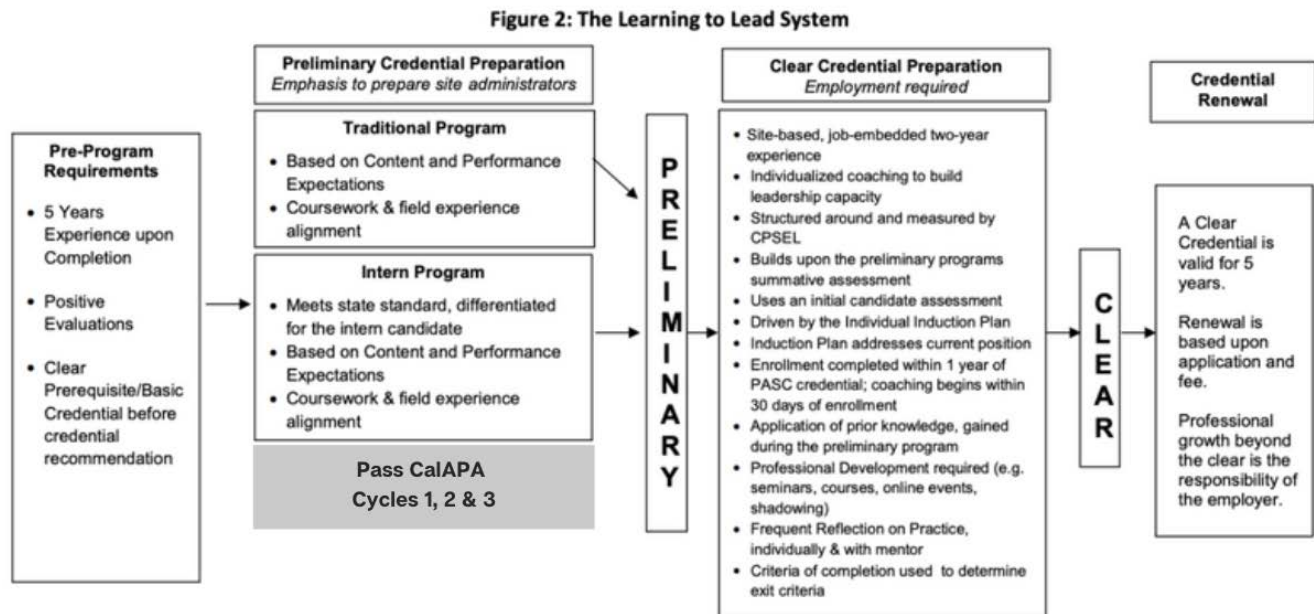 Figure 2: The Learning to Lead System
Pre-Program
Requirements
• 5 Years
Experience upon
Completion
• Positive
Evaluations
• Clear
Prerequisite/Basic
Credential before
credential
recommendation
Preliminary Credential Preparation
Emphasis to prepare site administrators
Traditional Program
• Based on Content and Performance
Expectations
• Coursework & field experience
alignment
Intern Program
• Meets state standard, differentiated
for the intern candidate
• Based on Content and Performance
Expectations
• Coursework & field experience
alignment
Pass CalAPA
Cycles 1, 2 & 3
PRELIMINARY
Clear Credential Preparation
Employment required
• Site-based, job-embedded two-year
experience
• Individualized coaching to build
leadership capacity
• Structured around and measured by
CPSEL
• Builds upon the preliminary programs
summative assessment
• Uses an initial candidate assessment
• Driven by the Individual Induction Plan
• Induction Plan addresses current position
• Enrollment completed within 1 year of
PASC credential; coaching begins within
30 days of enrollment
• Application of prior knowledge, gained
during the preliminary program
• Professional Development required (e.g.
seminars, courses, online events,
shadowing)
• Frequent Reflection on Practice,
individually & with mentor
• Criteria of completion used to determine
exit criteria
CLEAR
Credential
Renewal
A Clear
Credential is
valid for 5
years.
Renewal is
based upon
application and
fee.
Professional
growth beyond
the clear is the
responsibility of
the employer.